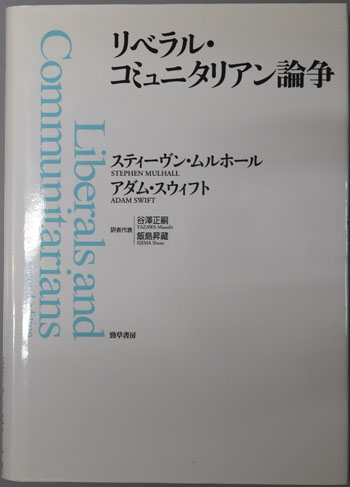 リベラル・
コミュニタリアン論争
スティーヴン・ムルホール
STEPHEN MULHALL
アダム・スウィフト
ADAM SWIFT
訳者代表
谷澤正嗣
YAZAWA Masashi
飯島昇藏
IIJIMA Shozo
勁草書房
Liberals and
Communitarians